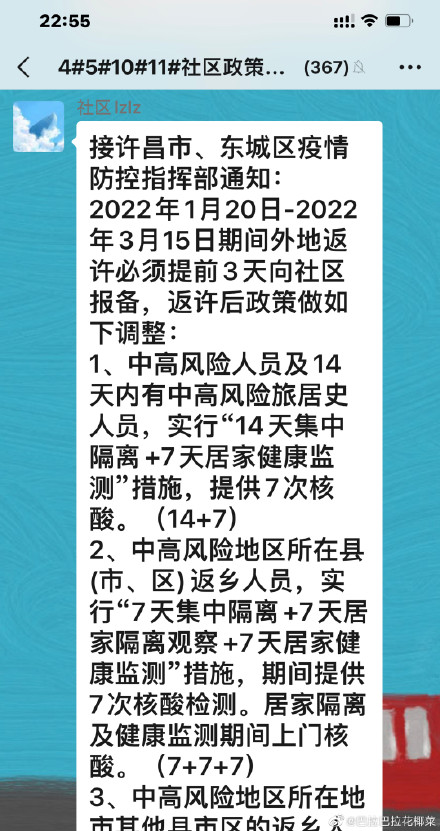 22:55
4#5#10#11#社区政策... (367)
社区lzlz
接许昌市、东城区疫情
防控指挥部通知：
2022年1月20日-2022
年3月15日期间外地返
许必须提前3天向社区
报备，返许后政策做如
下调整：
1、中高风险人员及14
天内有中高风险旅居史
人员，实行“14天集中
隔离+7天居家健康监
测”措施，提供7次核
酸。（14+7）
2、中高风险地区所在县
(市、区)返乡人员，实
行“7天集中隔离+7天居
家隔离观察+7天居家健
康监测”措施，期间提供
7次核酸检测。居家隔离
及健康监测期间上门核
酸。（7+7+7）
3、中高风险地区所在地
市其他县市区的返乡人
@巴啦巴拉花椰菜